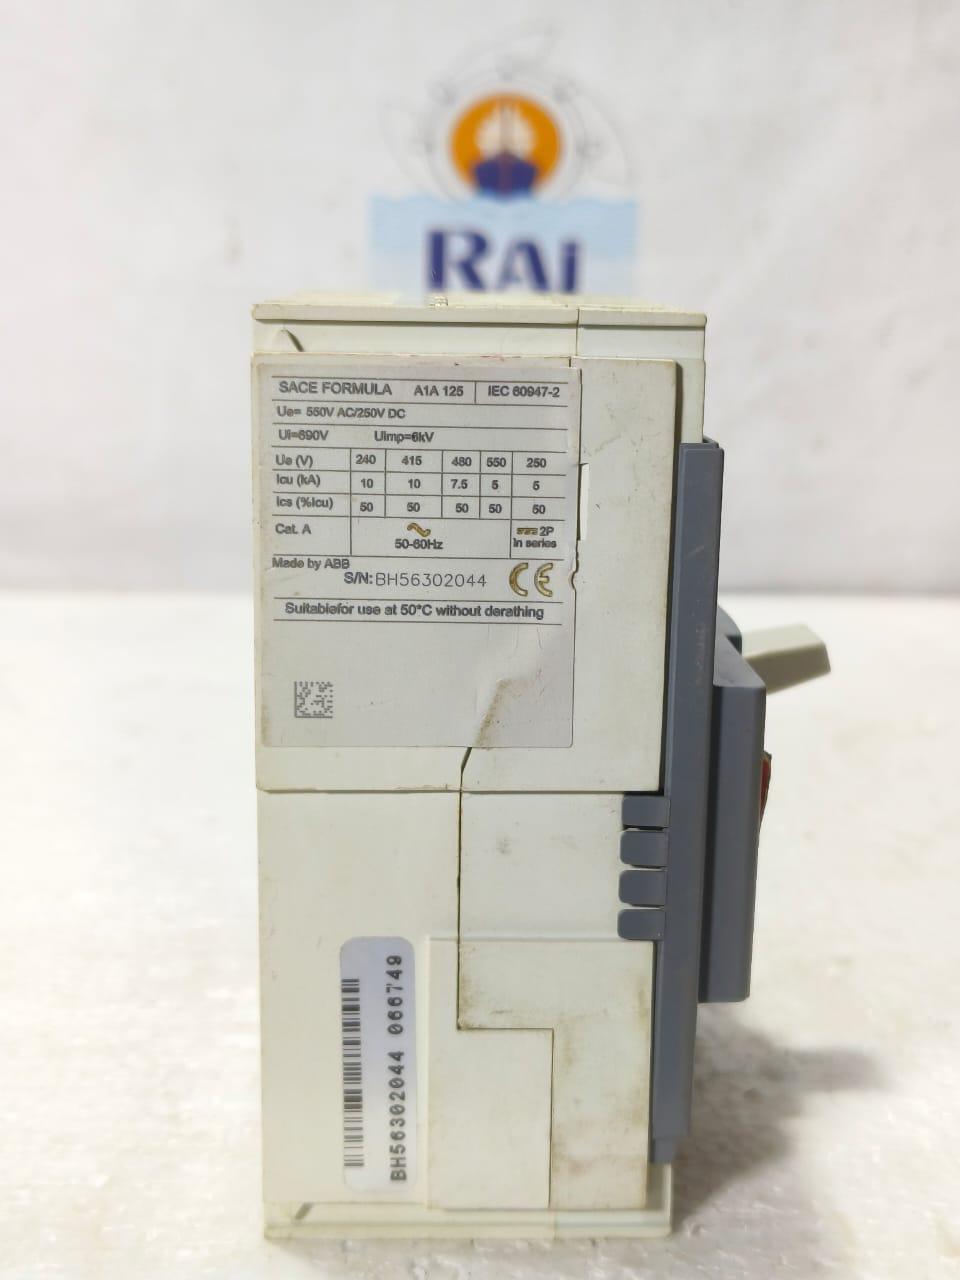 RAi
SACE FORMULA A1A 125 IEC 60947-2
Ue= 550V AC/250V DC
Ui=690V Uimp=6kV
Ue (V) 240 415 480 550 250
Icu (kA) 10 10 7.5 5 5
Ics (%Icu) 50 50 50 50 50
Cat. A 50-60Hz 2P
in series
Made by ABB
S/N: BH56302044 CE
Suitablefor use at 50°C without derathing
BH56302044 066749